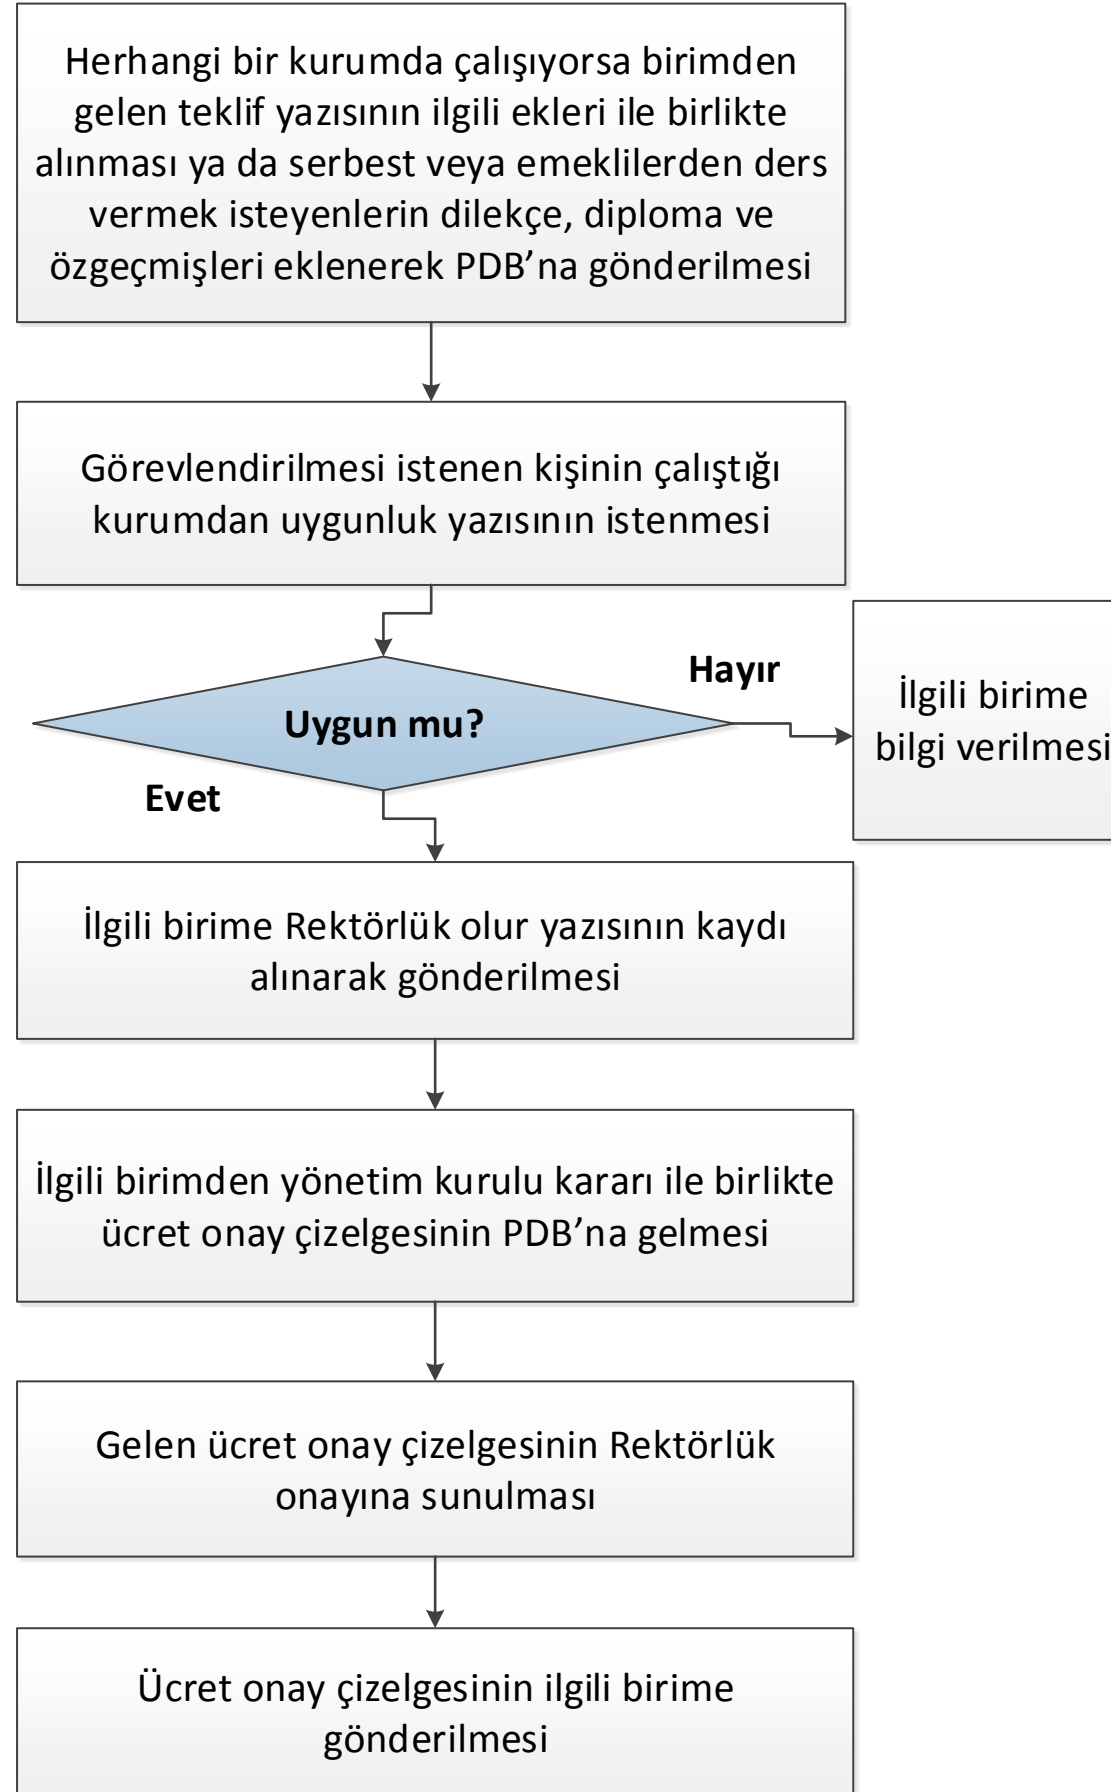 Herhangi bir kurumda çalışıyorsa birimden
gelen teklif yazısının ilgili ekleri ile birlikte
alınması ya da serbest veya emeklilerden ders
vermek isteyenlerin dilekçe, diploma ve
özgeçmişleri eklenerek PDB’na gönderilmesi
Görevlendirilmesi istenen kişinin çalıştığı
kurumdan uygunluk yazısının istenmesi
Uygun mu?
Hayır
İlgili birime
bilgi verilmesi
Evet
İlgili birime Rektörlük olur yazısının kaydı
alınarak gönderilmesi
İlgili birimden yönetim kurulu kararı ile birlikte
ücret onay çizelgesinin PDB’na gelmesi
Gelen ücret onay çizelgesinin Rektörlük
onayına sunulması
Ücret onay çizelgesinin ilgili birime
gönderilmesi